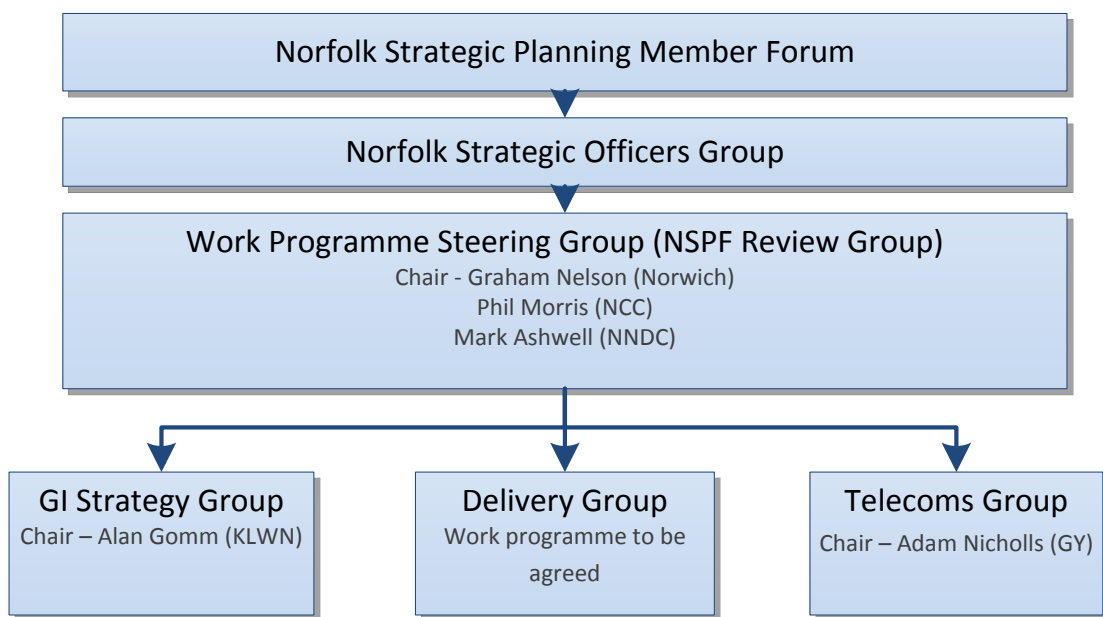 Norfolk Strategic Planning Member Forum
Norfolk Strategic Officers Group
Work Programme Steering Group (NSPF Review Group)
Chair - Graham Nelson (Norwich)
Phil Morris (NCC)
Mark Ashwell (NNDC)
GI Strategy Group
Chair – Alan Gomm (KLWN)
Delivery Group
Work programme to be
agreed
Telecoms Group
Chair – Adam Nicholls (GY)